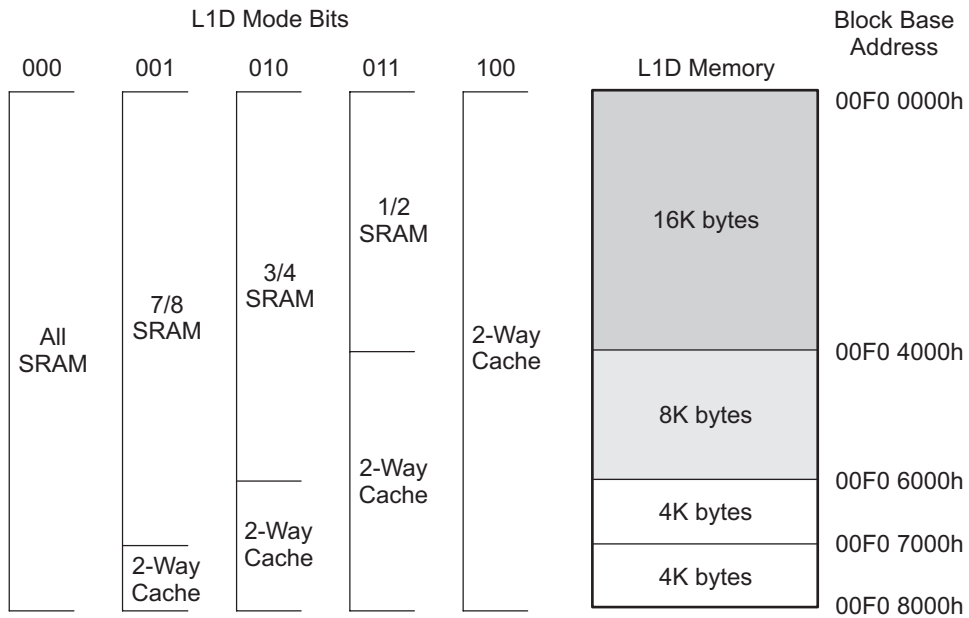 L1D Mode Bits
Block Base
Address
000 001 010 011 100 L1D Memory
00F0 0000h
1/2
SRAM
16K bytes
3/4
SRAM
7/8
SRAM
All
SRAM
2-Way
Cache
00F0 4000h
8K bytes
2-Way
Cache
00F0 6000h
4K bytes
2-Way
Cache
00F0 7000h
2-Way
Cache
4K bytes
00F0 8000h